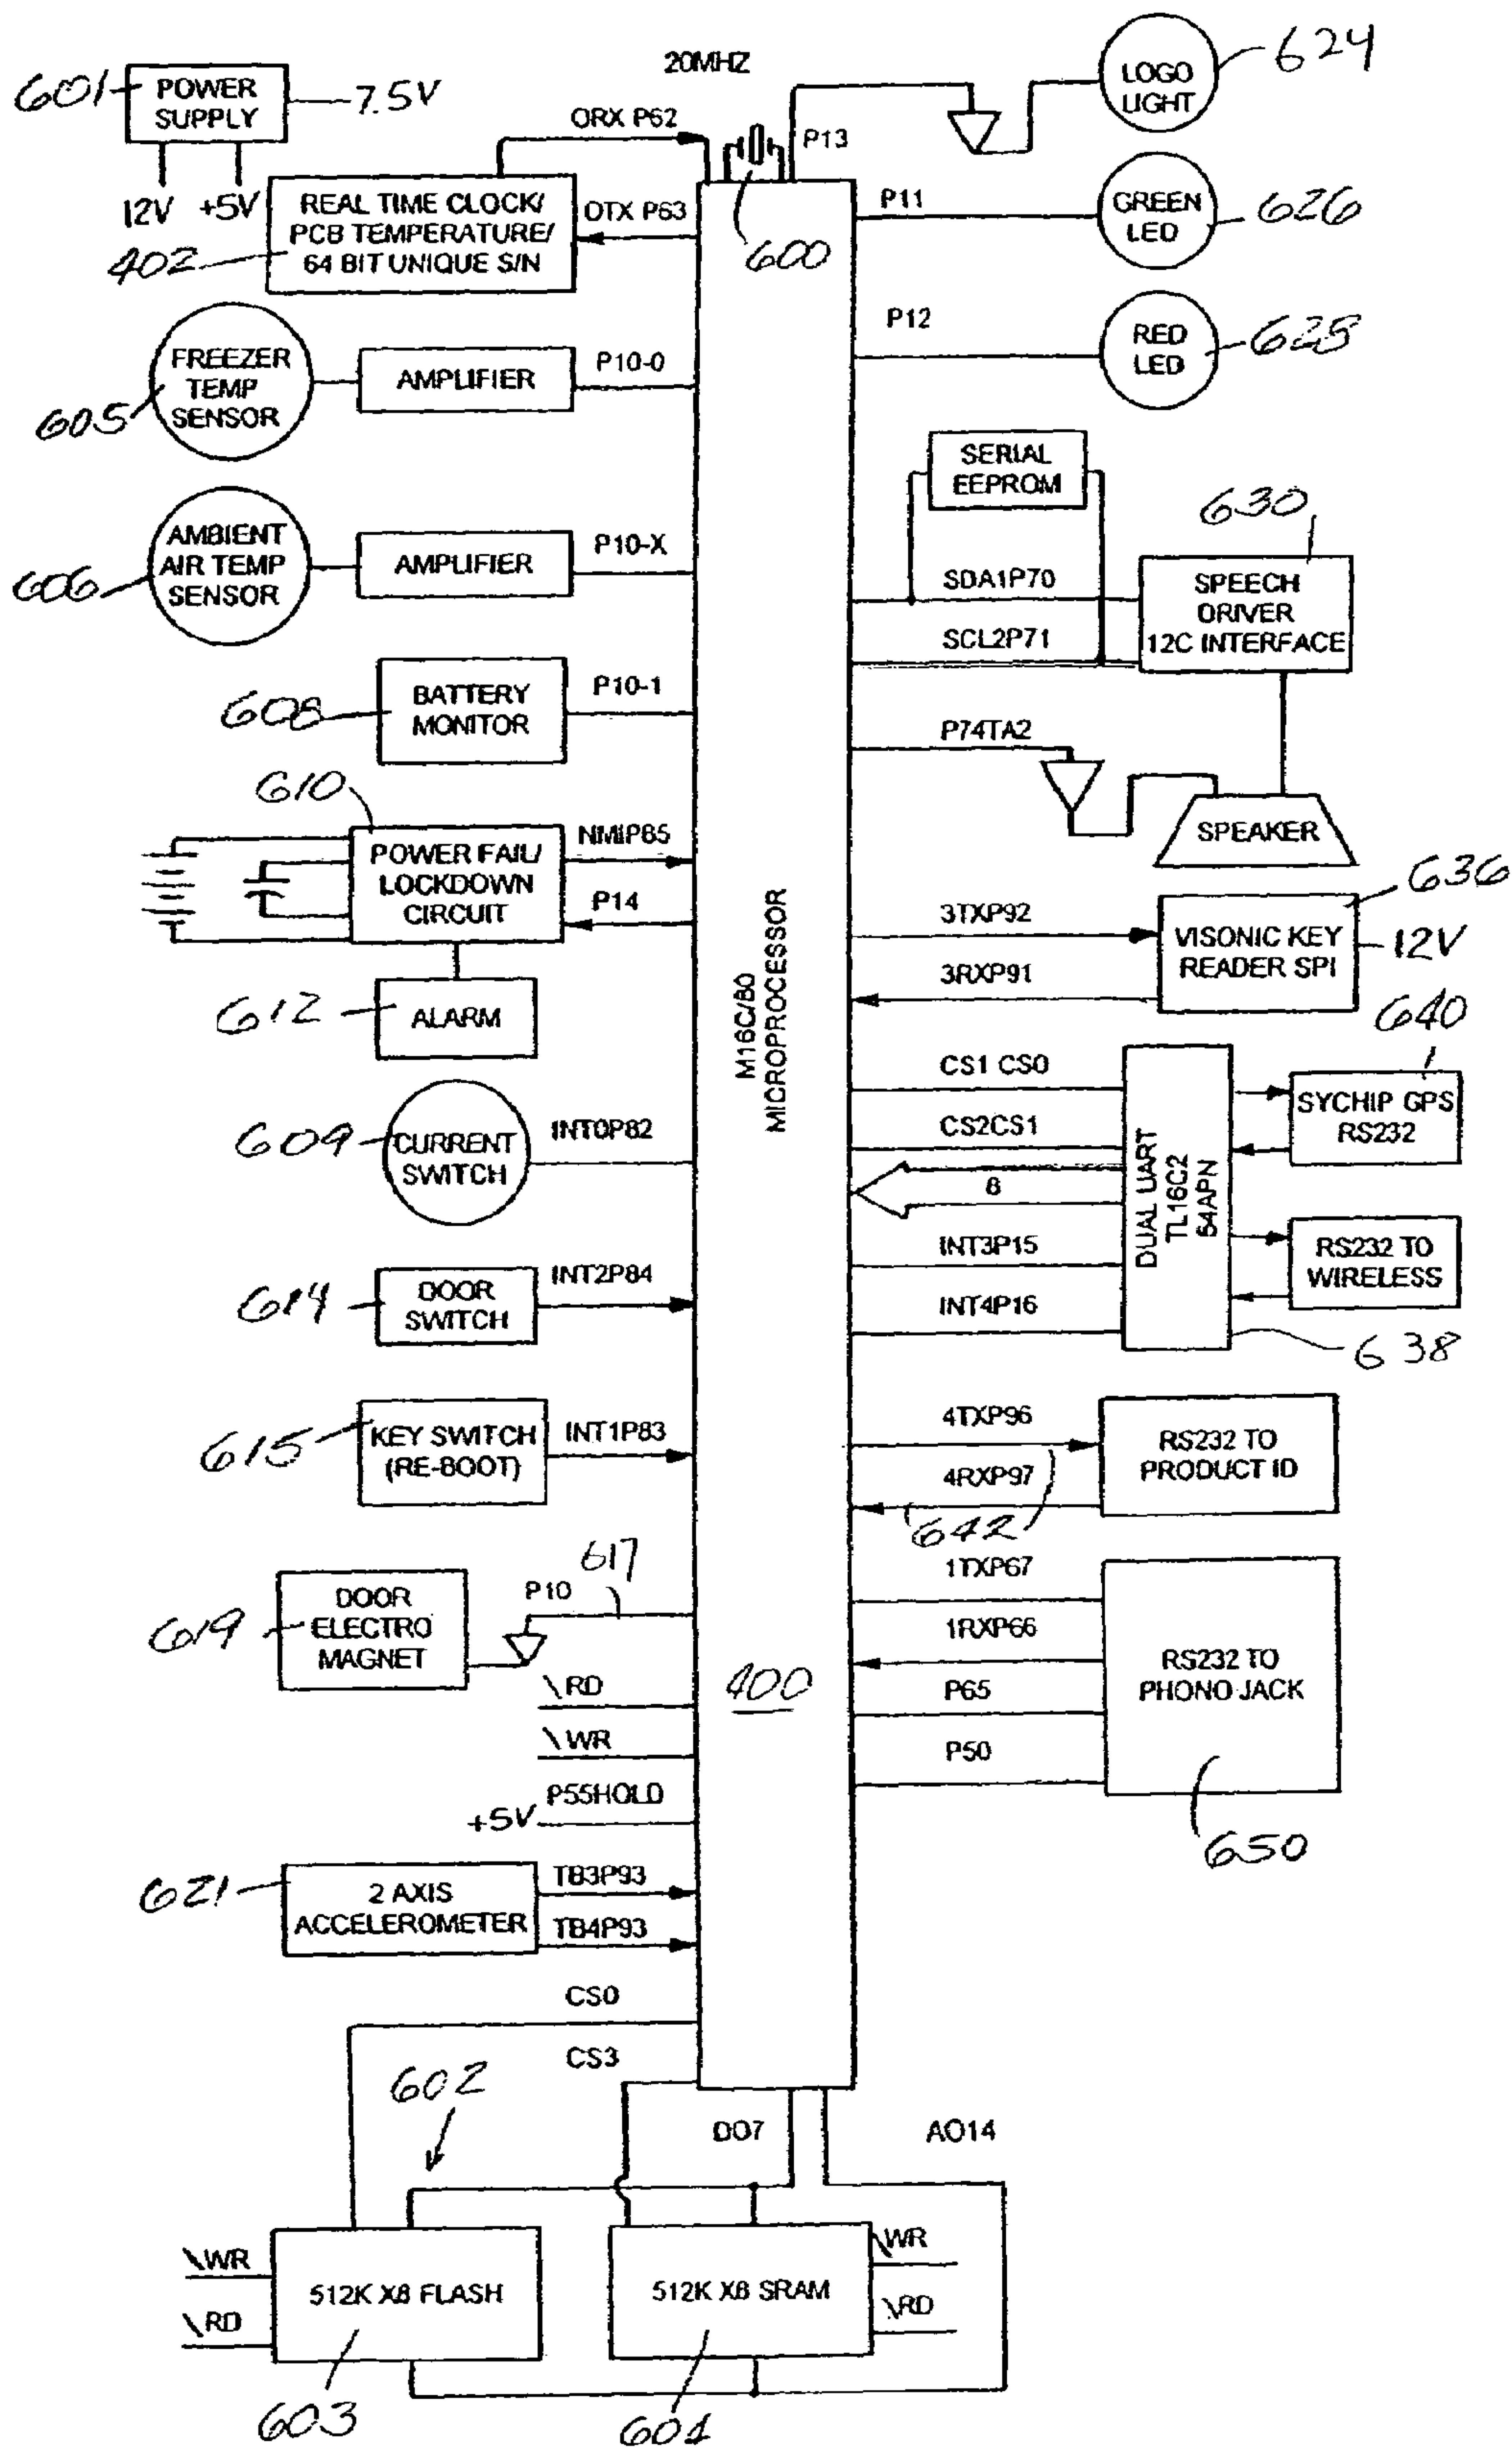 20MHZ
601
POWER
SUPPLY
7.5V
12V +5V
ORX P62
P13
LOGO
LIGHT
624
REAL TIME CLOCK/
PCB TEMPERATURE/
64 BIT UNIQUE S/N
402
OTX P63
600
P11
GREEN
LED
626
FREEZER
TEMP
SENSOR
605
AMPLIFIER
P10-0
P12
RED
LED
628
AMBIENT
AIR TEMP
SENSOR
606
AMPLIFIER
P10-X
SERIAL
EEPROM
630
SDA1P70
SCL2P71
SPEECH
DRIVER
12C INTERFACE
608
BATTERY
MONITOR
P10-1
P74TA2
SPEAKER
610
POWER FAIL/
LOCKDOWN
CIRCUIT
NMIP85
P14
612
ALARM
M16C/80
MICROPROCESSOR
3TXP92
3RXP91
VISONIC KEY
READER SPI
636
12V
609
CURRENT
SWITCH
INT0P82
CS1 CS0
CS2CS1
8
INT3P15
INT4P16
DUAL UART
TL16C2
54APN
640
SYCHIP GPS
RS232
RS232 TO
WIRELESS
638
614
DOOR
SWITCH
INT2P84
615
KEY SWITCH
(RE-BOOT)
INT1P83
4TXP96
4RXP97
642
RS232 TO
PRODUCT ID
619
DOOR
ELECTRO
MAGNET
P10
617
\RD
\WR
P55HOLD
+5V
400
1TXP67
1RXP66
P65
P50
RS232 TO
PHONO JACK
650
621
2 AXIS
ACCELEROMETER
TB3P93
TB4P93
CS0
CS3
602
DO7
AO14
\WR
\RD
512K X8 FLASH
603
512K X8 SRAM
604
\WR
\RD